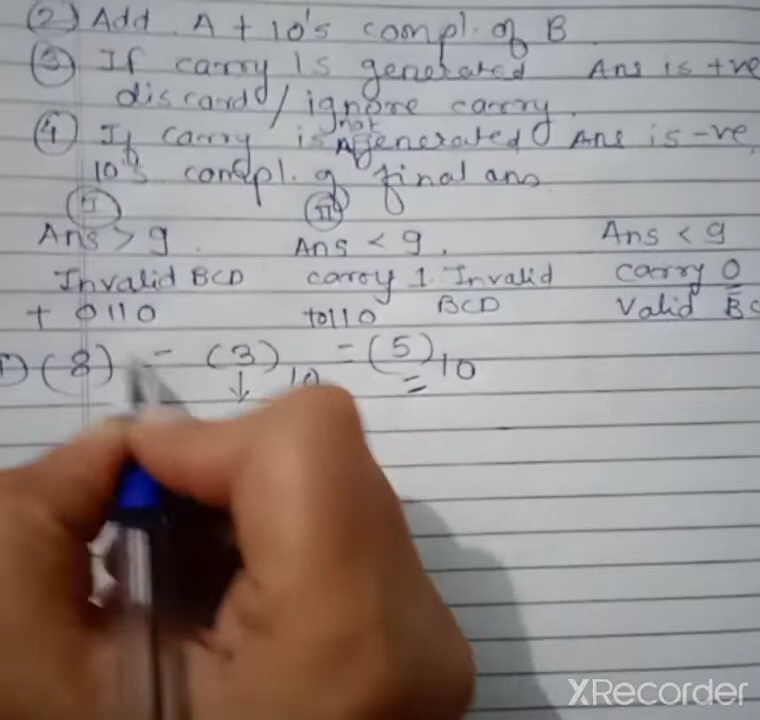 (2) Add A + 10's compl. of B
(3) If carry is generated Ans is +ve
discard / ignore carry.
(4) If carry is not generated Ans is -ve
10's compl. of final ans
(I) (II)
Ans > 9. Ans < 9. Ans < 9
Invalid BCD carry 1 Invalid carry 0
+ 0110 +0110 BCD Valid
(8) - (3)10 = (5)10
XRecorder